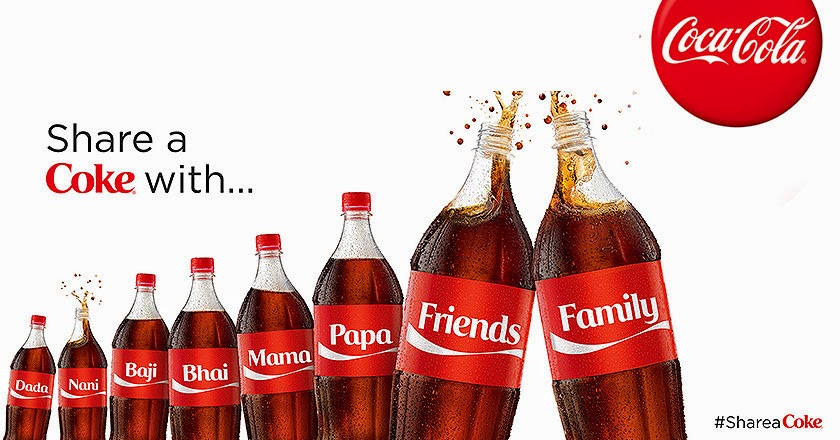 Coca-Cola
Share a
Coke with...
Dada
Nani
Baji
Bhai
Mama
Papa
Friends
Family
#ShareaCoke